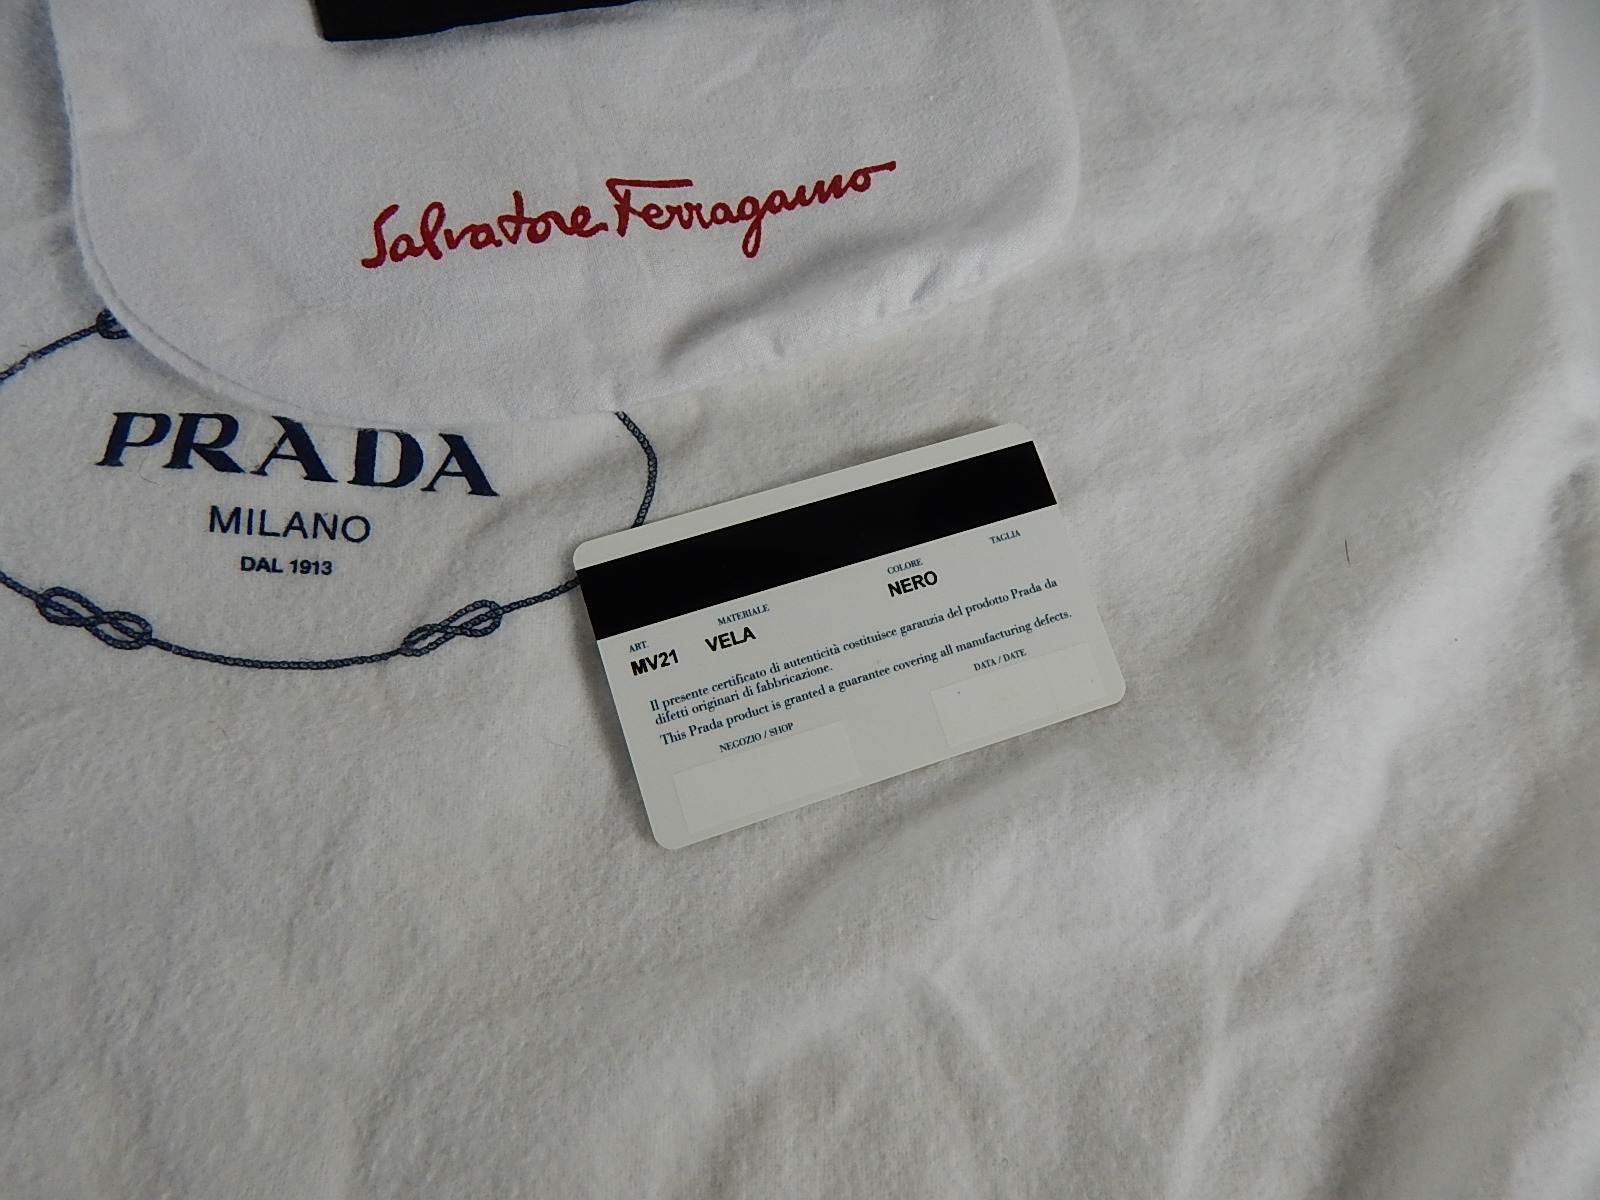 Salvatore Ferragamo
PRADA
MILANO
DAL 1913
ART. MATERIALE COLORE TAGLIA
MV21 VELA NERO
Il presente certificato di autenticità costituisce garanzia del prodotto Prada da
difetti originari di fabbricazione.
This Prada product is granted a guarantee covering all manufacturing defects.
NEGOZIO / SHOP DATA / DATE